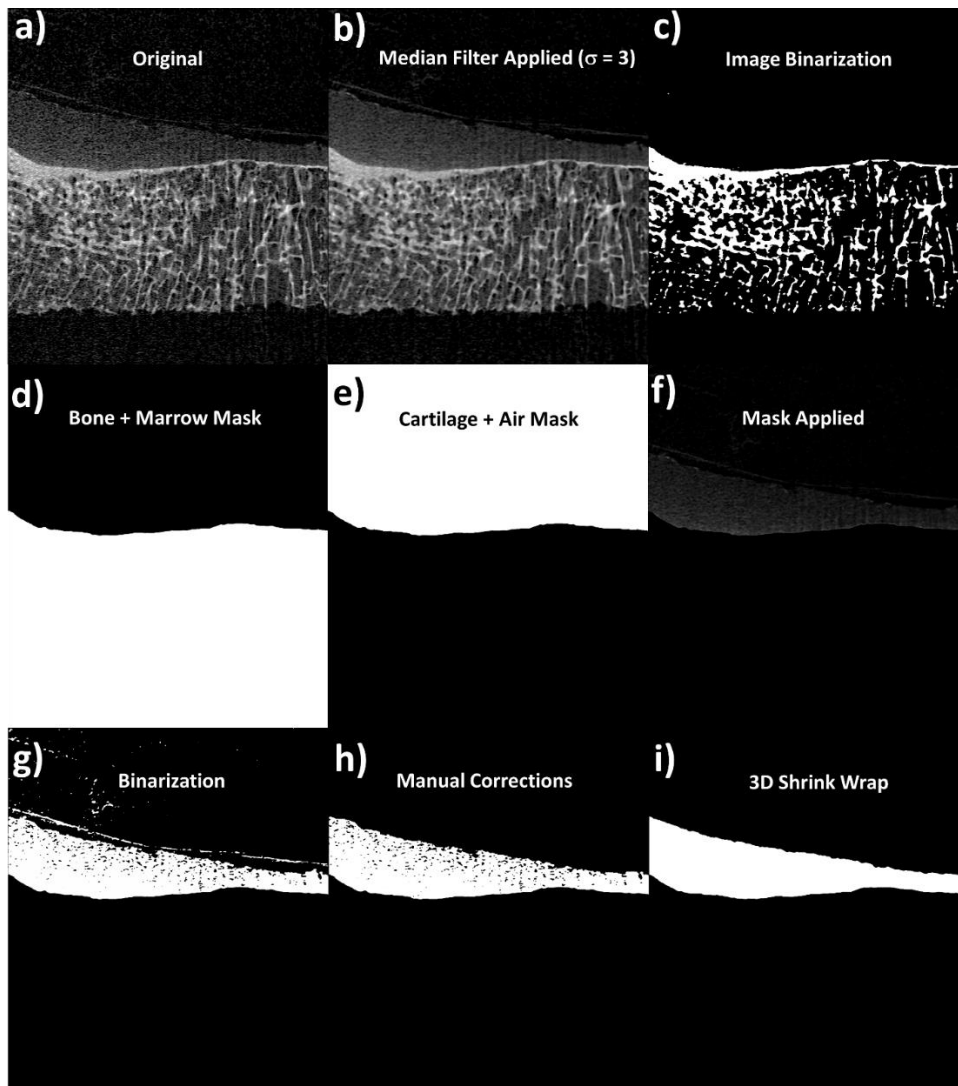 a)
Original
b)
Median Filter Applied (σ = 3)
c)
Image Binarization
d)
Bone + Marrow Mask
e)
Cartilage + Air Mask
f)
Mask Applied
g)
Binarization
h)
Manual Corrections
i)
3D Shrink Wrap